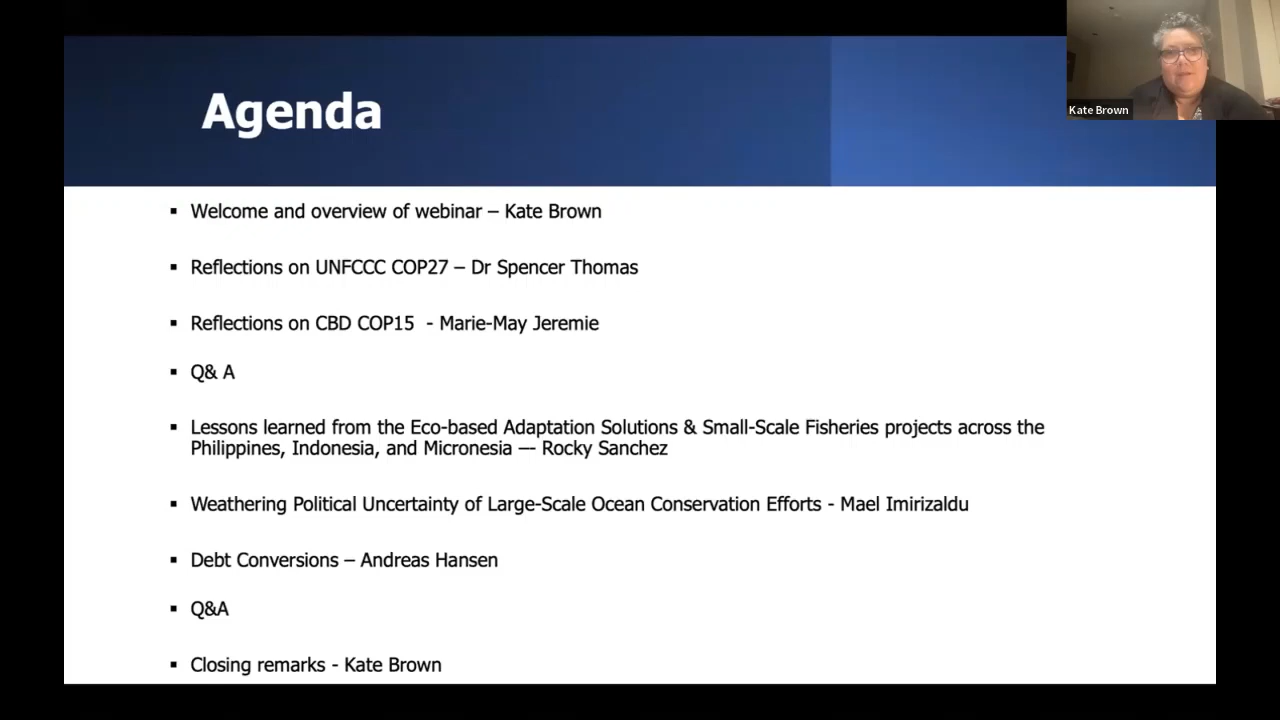 Agenda
Kate Brown
▪ Welcome and overview of webinar – Kate Brown
▪ Reflections on UNFCCC COP27 – Dr Spencer Thomas
▪ Reflections on CBD COP15  - Marie-May Jeremie
▪ Q& A
▪ Lessons learned from the Eco-based Adaptation Solutions & Small-Scale Fisheries projects across the
Philippines, Indonesia, and Micronesia –- Rocky Sanchez
▪ Weathering Political Uncertainty of Large-Scale Ocean Conservation Efforts - Mael Imirizaldu
▪ Debt Conversions – Andreas Hansen
▪ Q&A
▪ Closing remarks - Kate Brown